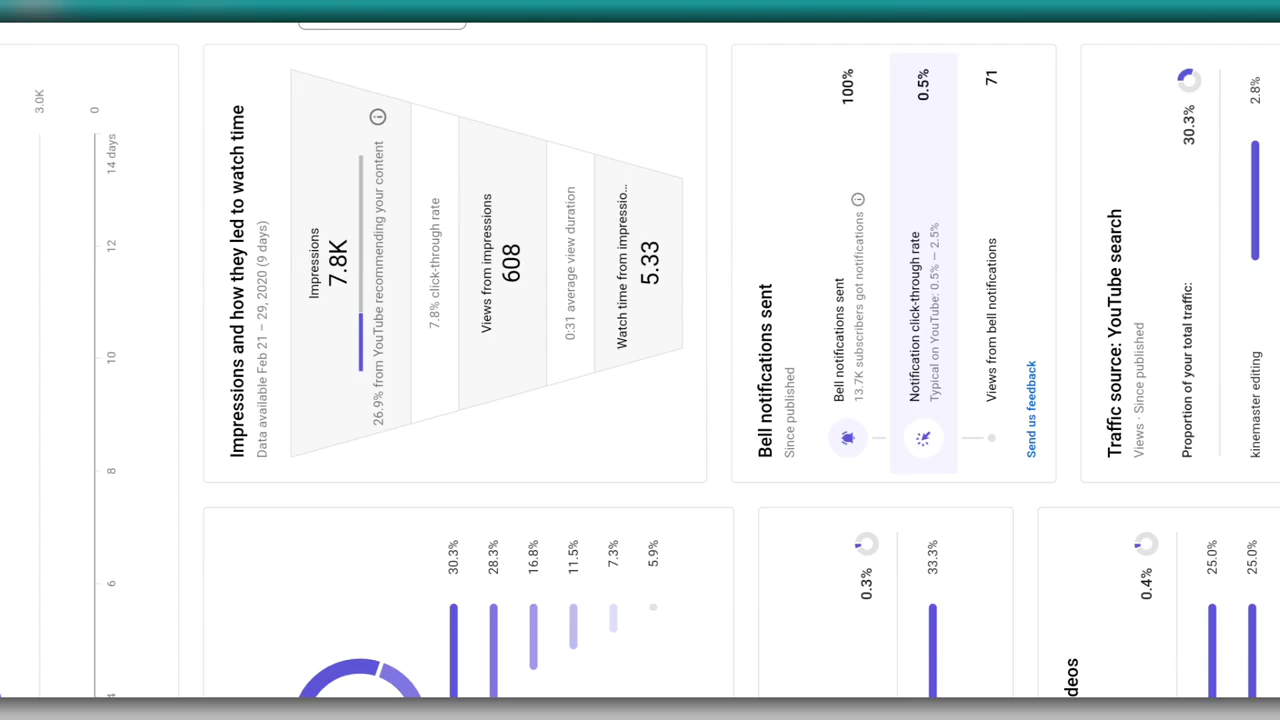 3.0K
0
4
6
8
10
12
14 days
Impressions and how they led to watch time
Data available Feb 21 – 29, 2020 (9 days)
Impressions
7.8K
26.9% from YouTube recommending your content
7.8% click-through rate
Views from impressions
608
0:31 average view duration
Watch time from impressio...
5.33
Bell notifications sent
Since published
Bell notifications sent
100%
13.7K subscribers got notifications
Notification click-through rate
0.5%
Typical on YouTube: 0.5% – 2.5%
Views from bell notifications
71
Send us feedback
Traffic source: YouTube search
Views · Since published
Proportion of your total traffic:
30.3%
kinemaster editing
2.8%
30.3%
28.3%
16.8%
11.5%
7.3%
5.9%
0.3%
33.3%
deos
0.4%
25.0%
25.0%